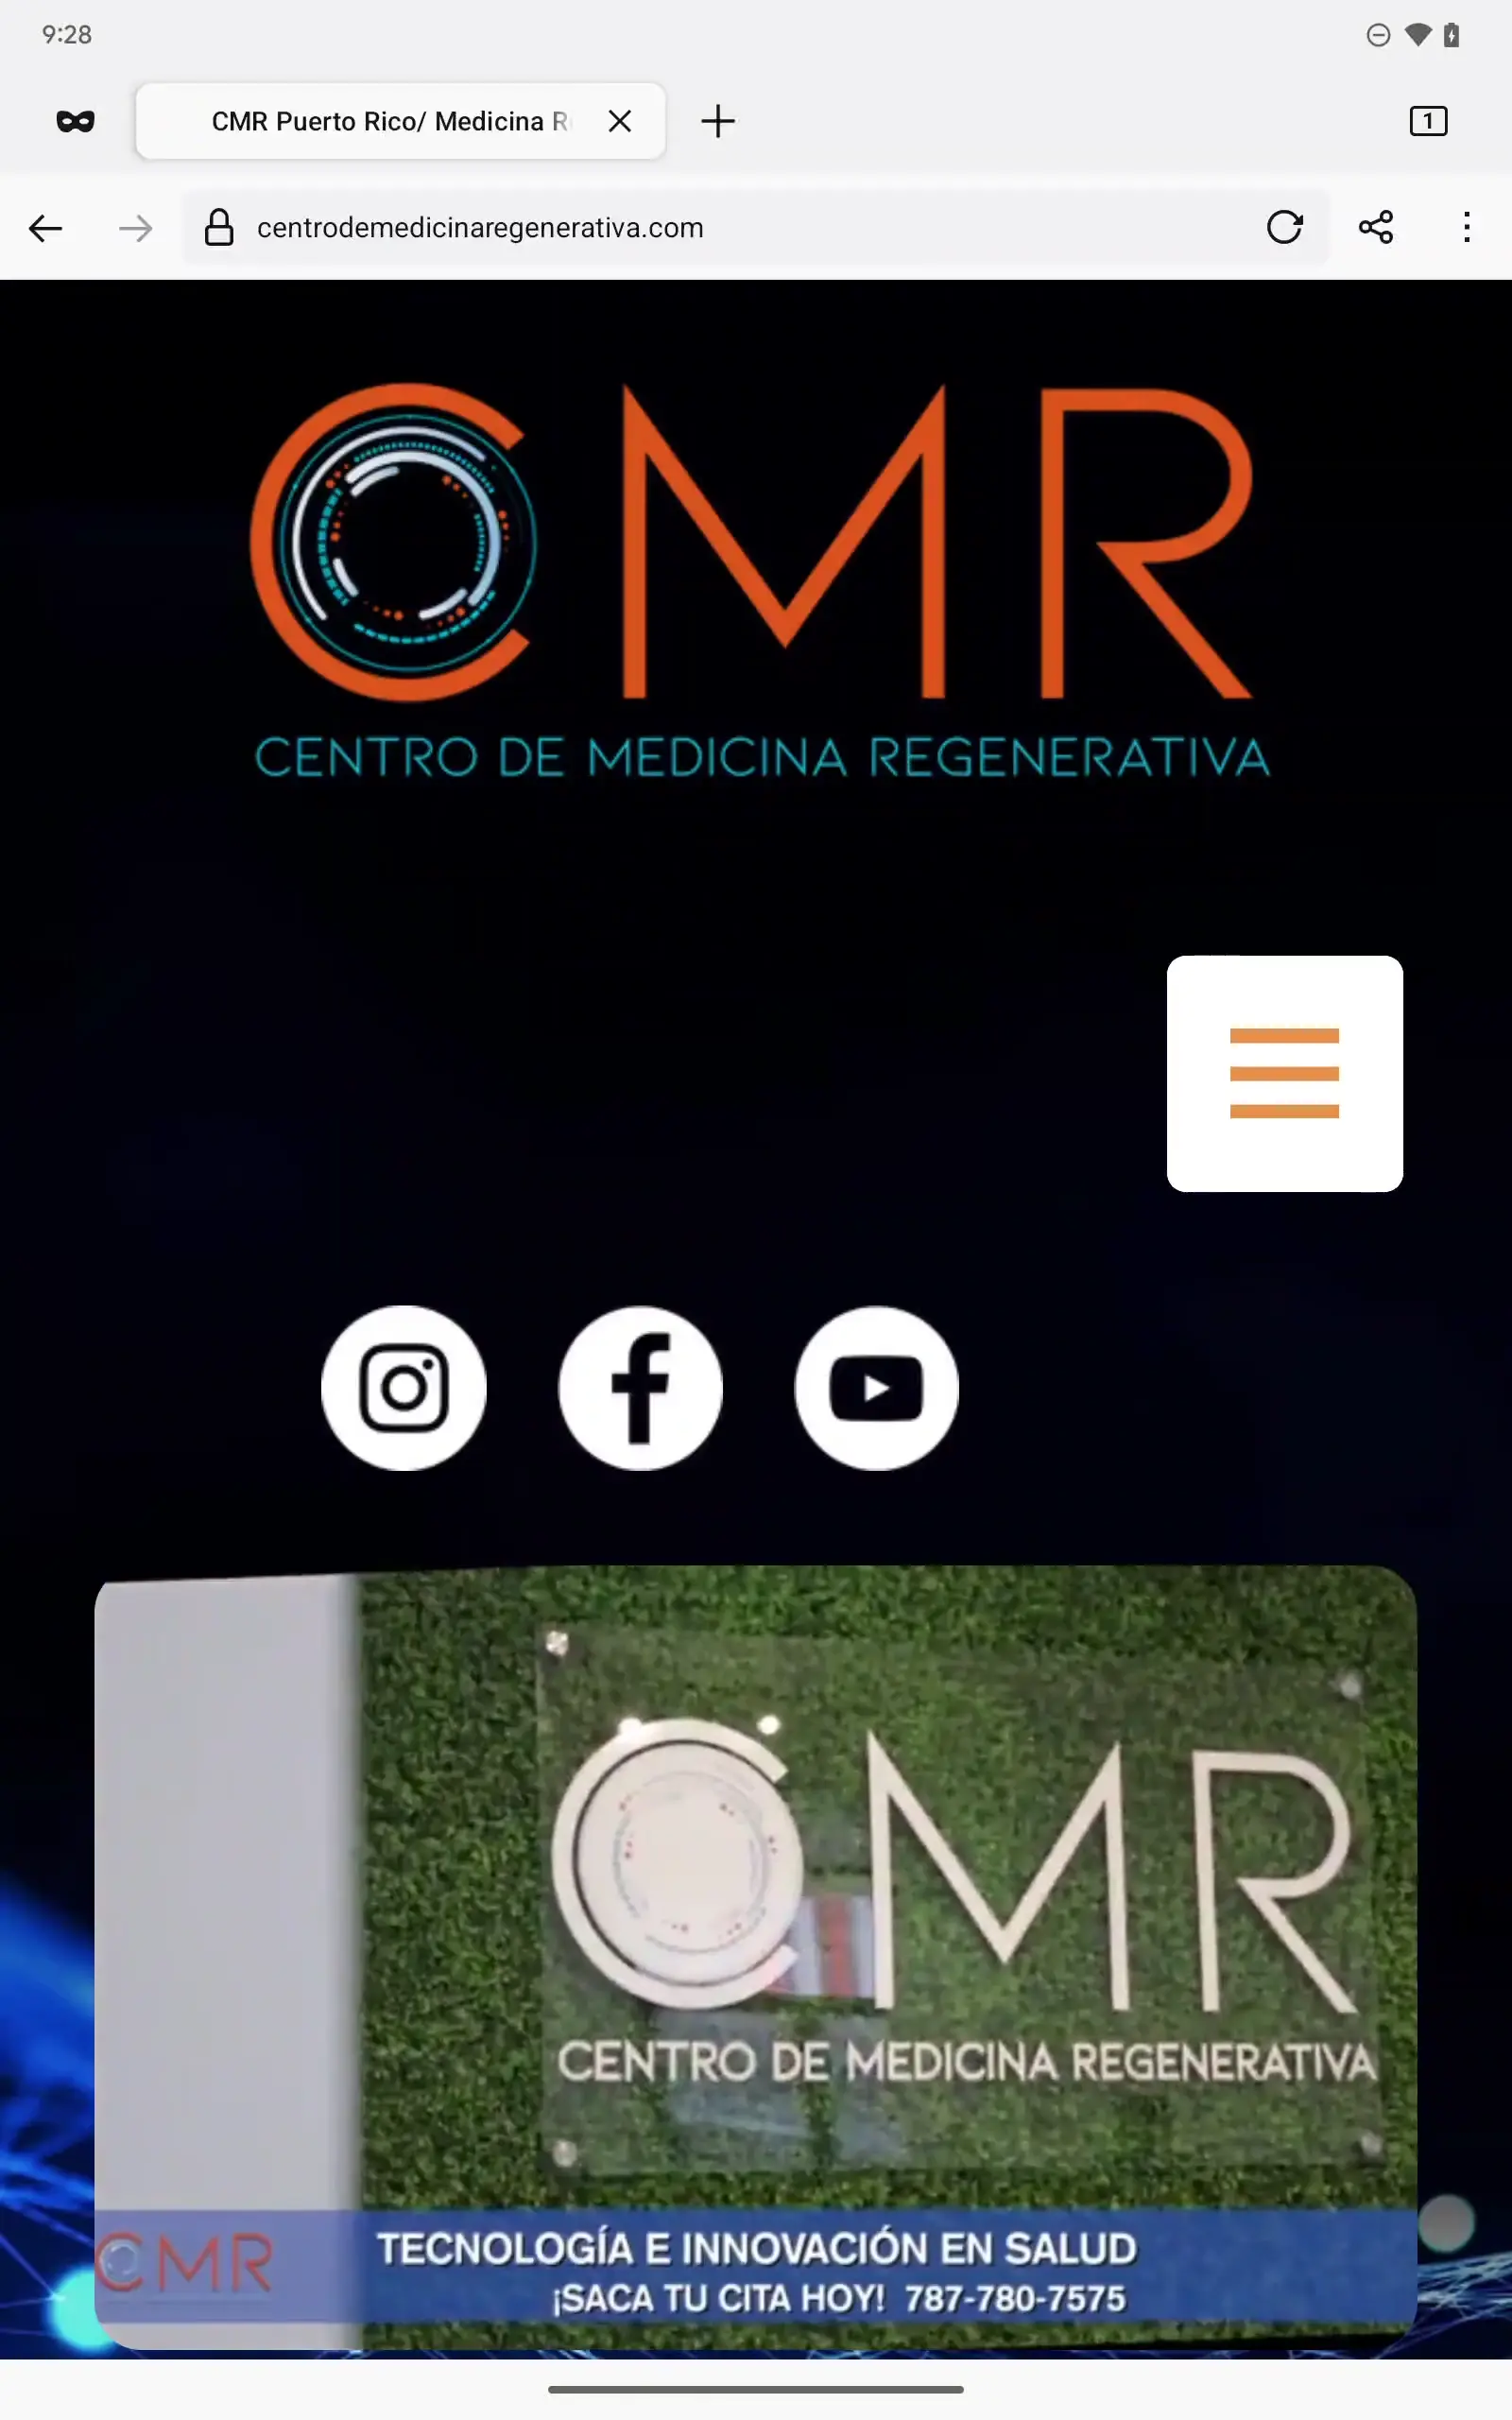 9:28
CMR Puerto Rico/ Medicina R
1
centrodemedicinaregenerativa.com
CMR
CENTRO DE MEDICINA REGENERATIVA
CMR
CENTRO DE MEDICINA REGENERATIVA
CMR
TECNOLOGÍA E INNOVACIÓN EN SALUD
¡SACA TU CITA HOY! 787-780-7575